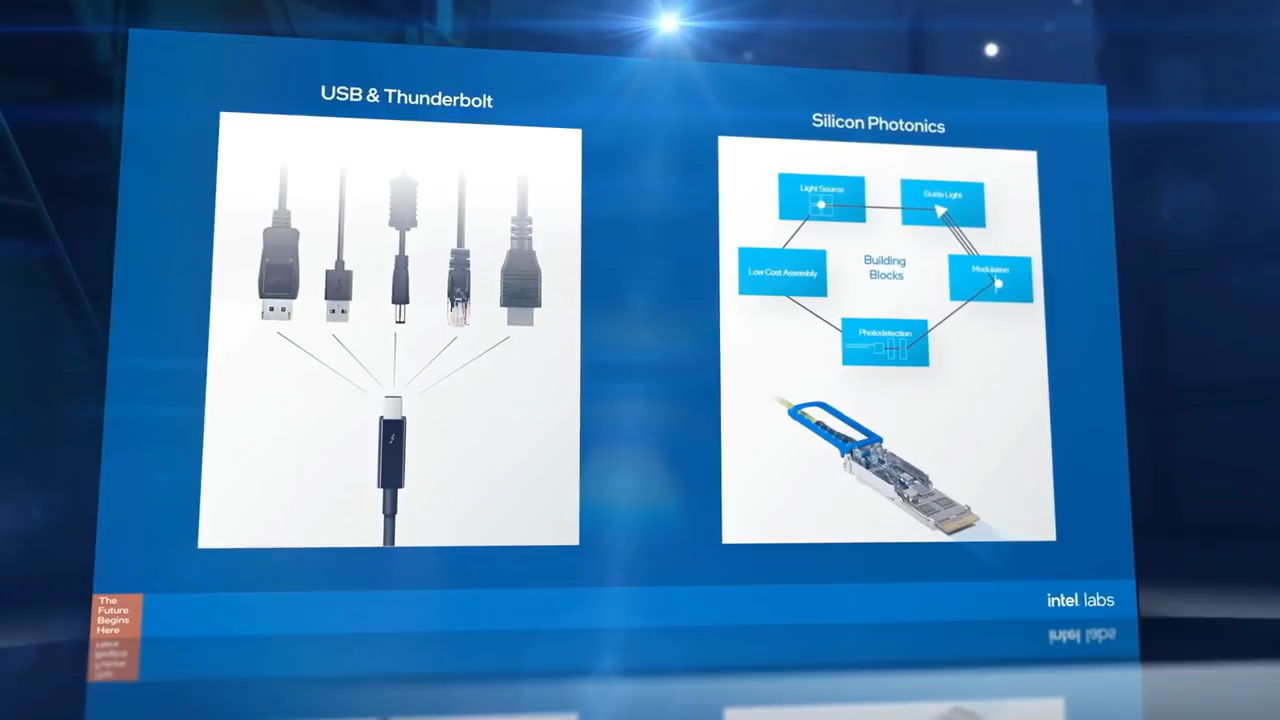 USB & Thunderbolt
Silicon Photonics
Light Source
Guide Light
Low Cost Assembly
Building
Blocks
Modulation
Photodetection
The
Future
Begins
Here
intel labs